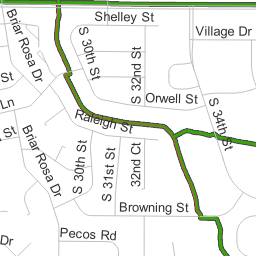 Shelley St
Briar Rosa Dr
S 30th St
Village Dr
S 32nd St
Orwell St
Ln
S 34th St
Raleigh St
St
Briar Rosa Dr
S 30th St
S 31st St
32nd Ct
Browning St
Pecos Rd
Dr